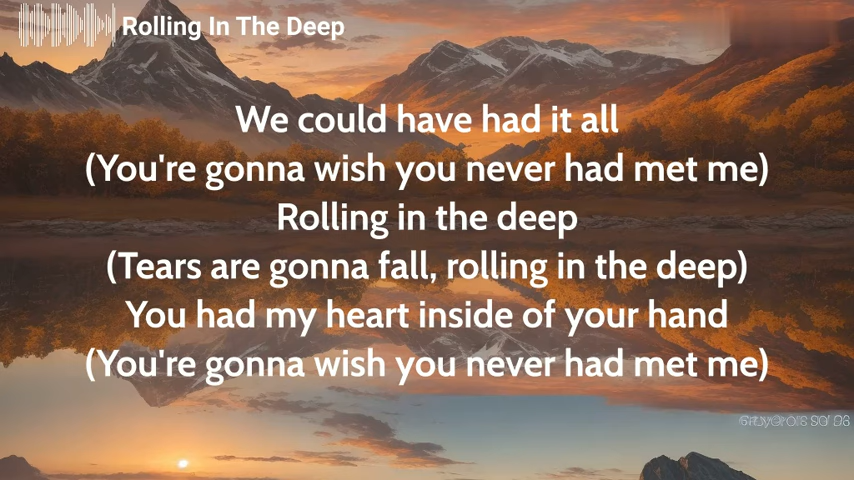 Rolling In The Deep
We could have had it all
(You're gonna wish you never had met me)
Rolling in the deep
(Tears are gonna fall, rolling in the deep)
You had my heart inside of your hand
(You're gonna wish you never had met me)